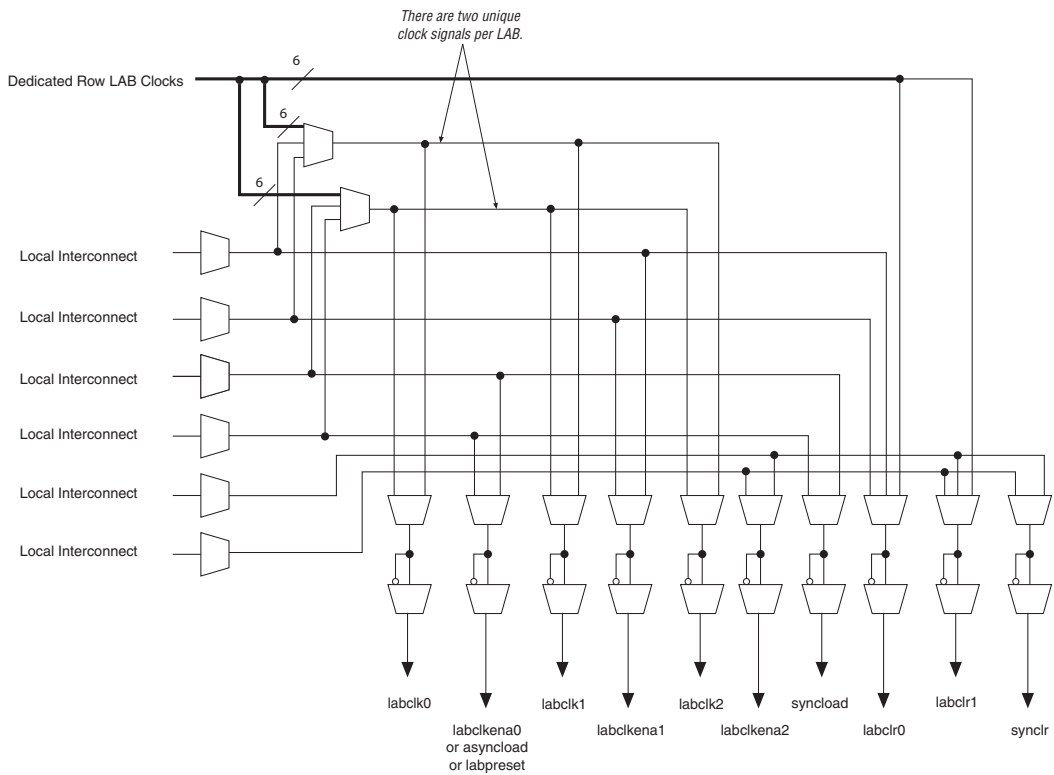 There are two unique
clock signals per LAB.
6
Dedicated Row LAB Clocks
6
6
Local Interconnect
Local Interconnect
Local Interconnect
Local Interconnect
Local Interconnect
Local Interconnect
labclk0
labclk1
labclk2
syncload
labclr1
labclkena0
or asyncload
or labpreset
labclkena1
labclkena2
labclr0
synclr